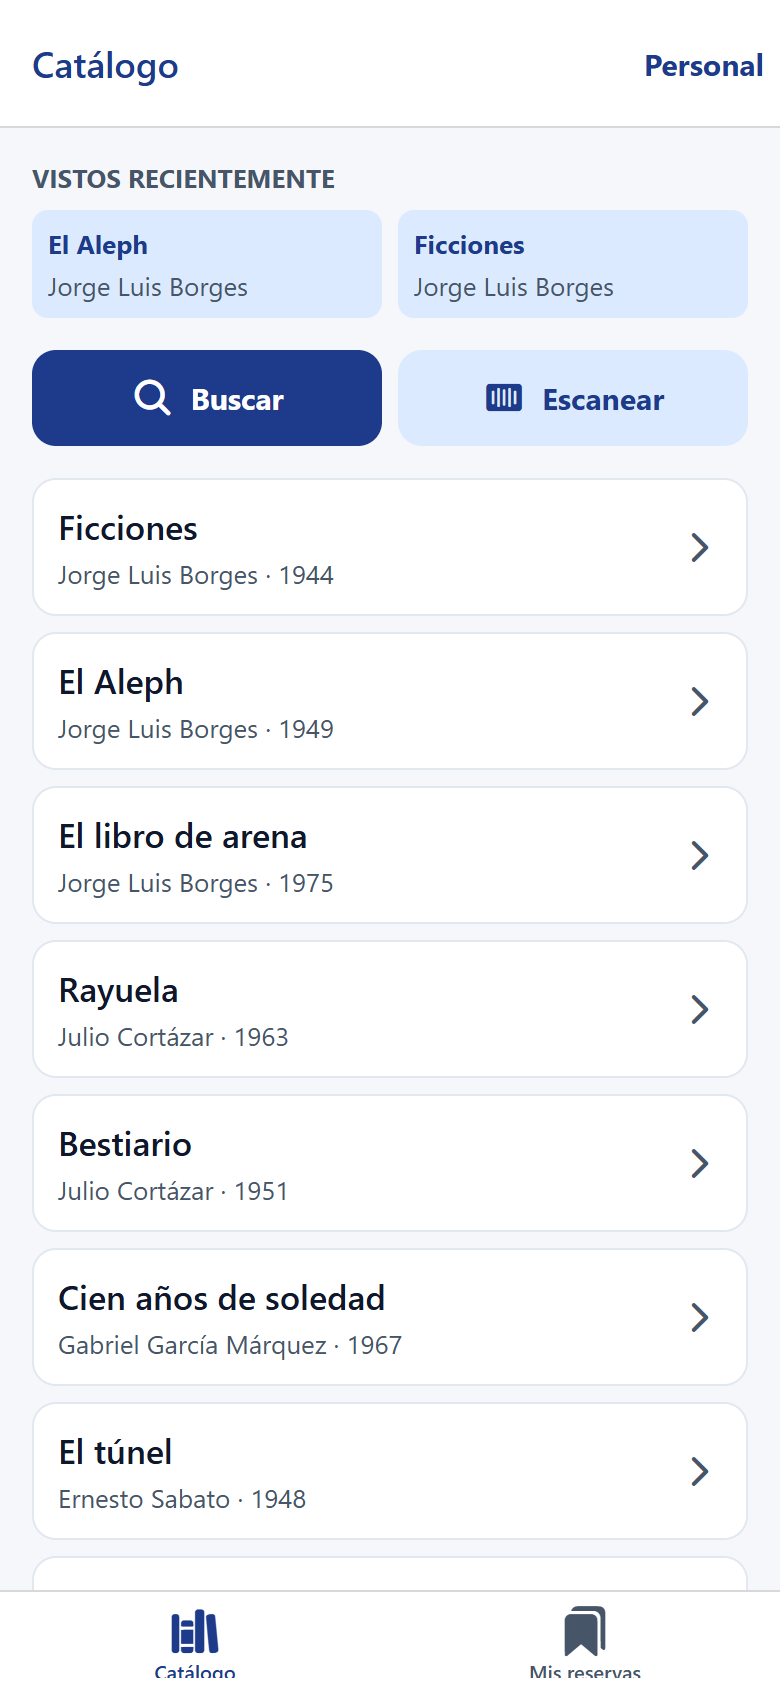 Catálogo
Personal
VISTOS RECIENTEMENTE
El Aleph
Jorge Luis Borges
Ficciones
Jorge Luis Borges
Buscar
Escanear
Ficciones
Jorge Luis Borges · 1944
El Aleph
Jorge Luis Borges · 1949
El libro de arena
Jorge Luis Borges · 1975
Rayuela
Julio Cortázar · 1963
Bestiario
Julio Cortázar · 1951
Cien años de soledad
Gabriel García Márquez · 1967
El túnel
Ernesto Sabato · 1948
Catálogo
Mis reservas